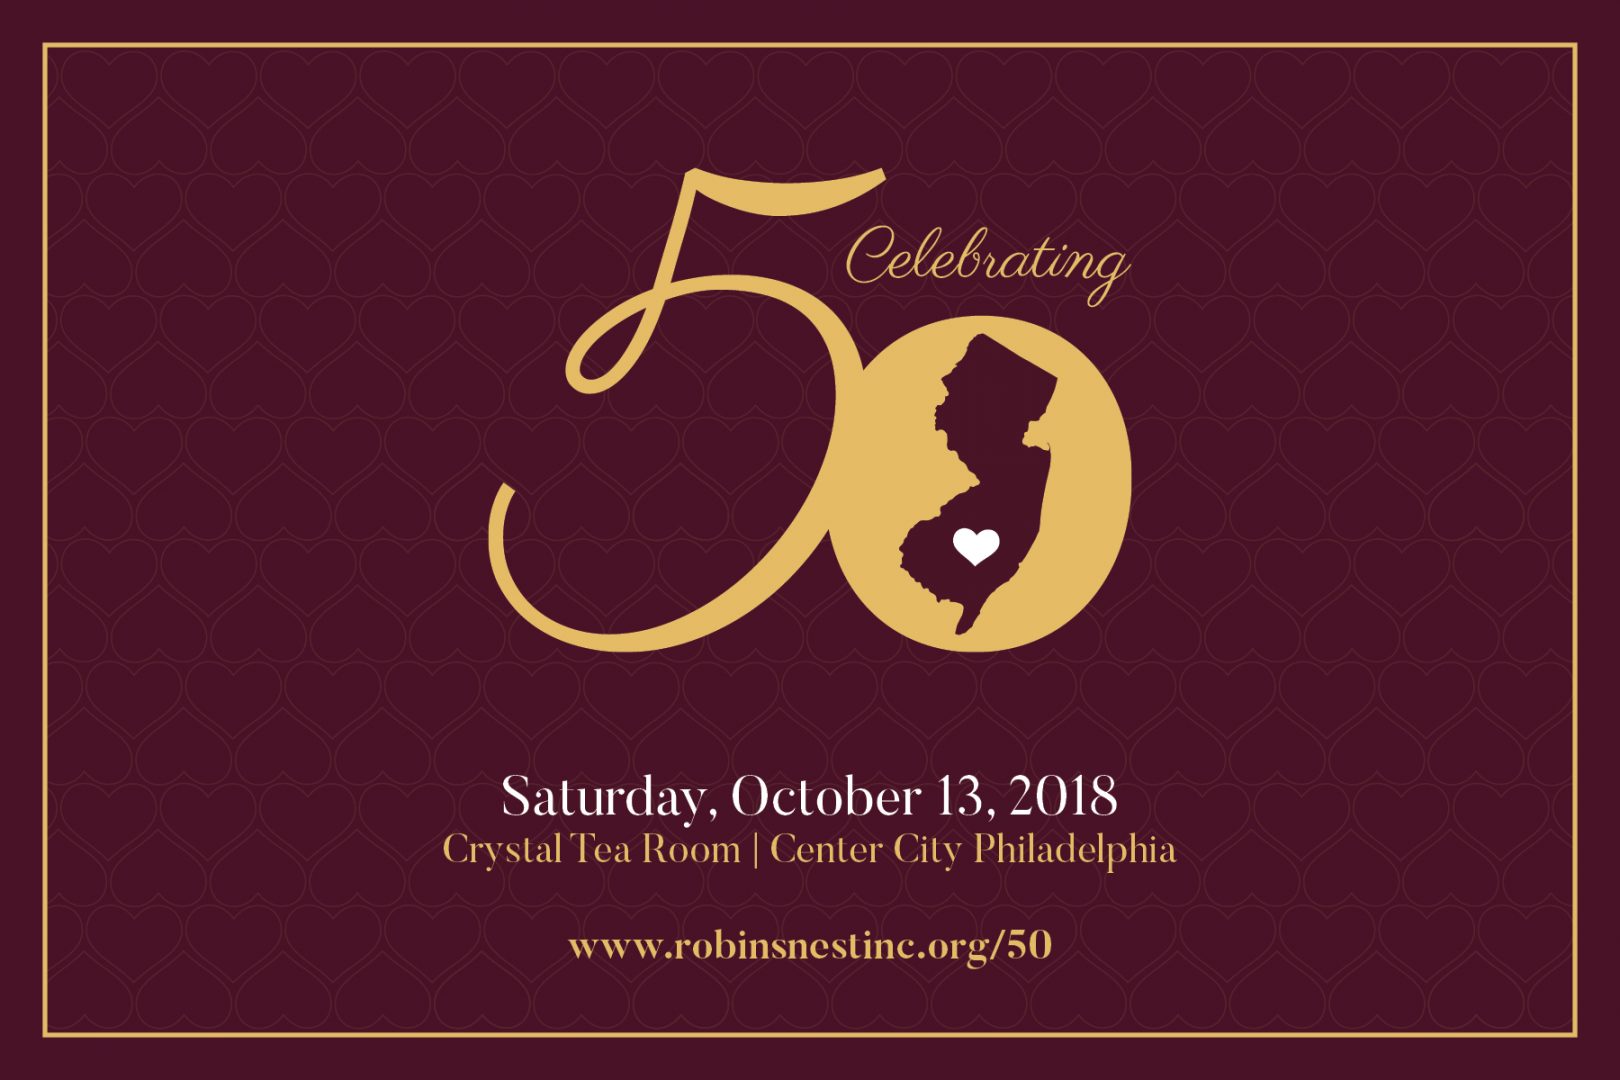 Celebrating
50
Saturday, October 13, 2018
Crystal Tea Room | Center City Philadelphia
www.robinsnestinc.org/50